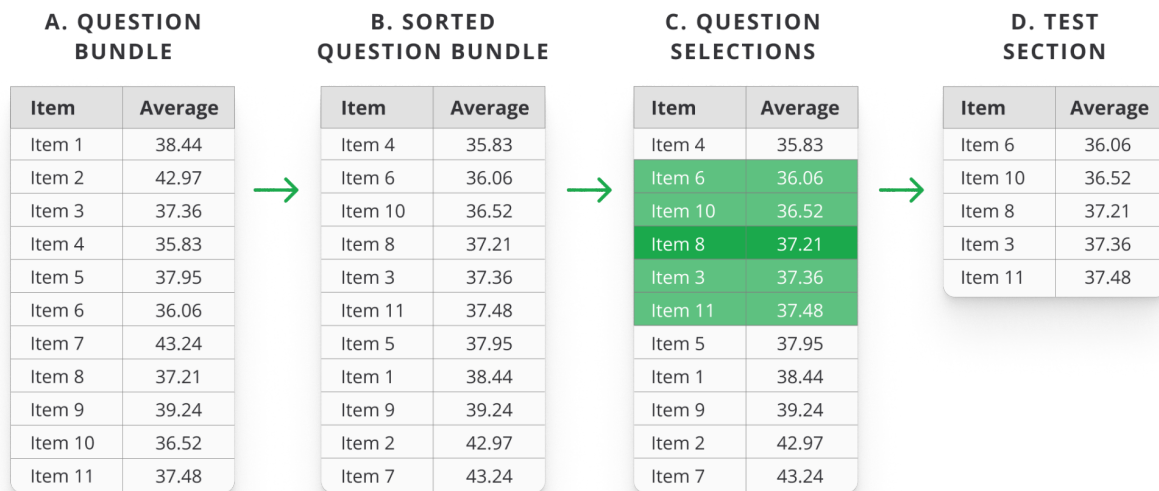 A. QUESTION
BUNDLE
Item Average
Item 1 38.44
Item 2 42.97
Item 3 37.36
Item 4 35.83
Item 5 37.95
Item 6 36.06
Item 7 43.24
Item 8 37.21
Item 9 39.24
Item 10 36.52
Item 11 37.48
B. SORTED
QUESTION BUNDLE
Item Average
Item 4 35.83
Item 6 36.06
Item 10 36.52
Item 8 37.21
Item 3 37.36
Item 11 37.48
Item 5 37.95
Item 1 38.44
Item 9 39.24
Item 2 42.97
Item 7 43.24
C. QUESTION
SELECTIONS
Item Average
Item 4 35.83
Item 6 36.06
Item 10 36.52
Item 8 37.21
Item 3 37.36
Item 11 37.48
Item 5 37.95
Item 1 38.44
Item 9 39.24
Item 2 42.97
Item 7 43.24
D. TEST
SECTION
Item Average
Item 6 36.06
Item 10 36.52
Item 8 37.21
Item 3 37.36
Item 11 37.48